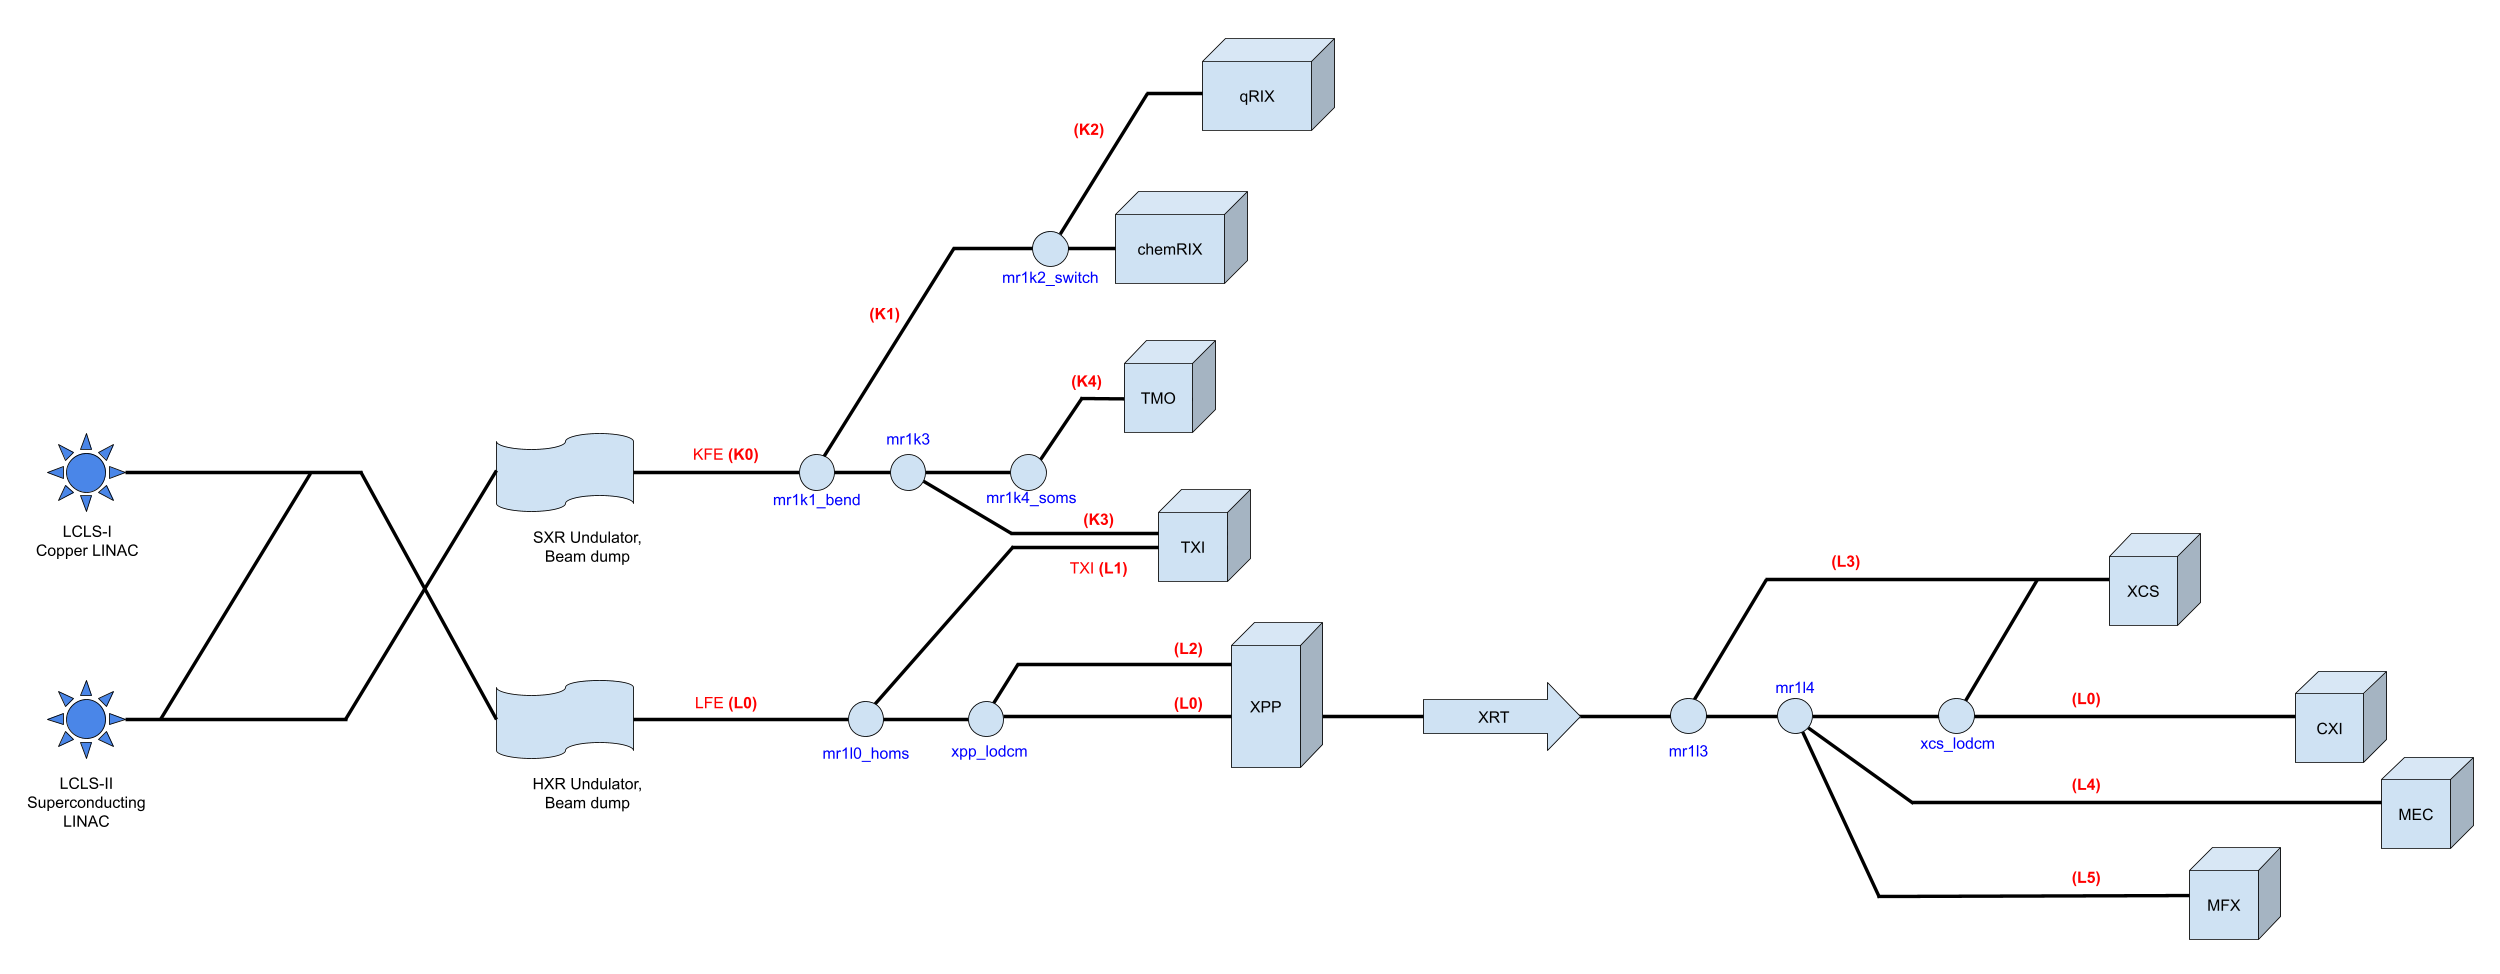 qRIX
(K2)
chemRIX
mr1k2_switch
(K1)
TMO
(K4)
mr1k3
KFE (K0)
mr1k1_bend
mr1k4_soms
(K3)
TXI
TXI (L1)
LCLS-I
Copper LINAC
SXR Undulator,
Beam dump
(L3)
XCS
(L2)
LFE (L0)
(L0)
XPP
XRT
mr1l0_homs
xpp_lodcm
mr1l3
mr1l4
xcs_lodcm
(L0)
CXI
LCLS-II
Superconducting
LINAC
HXR Undulator,
Beam dump
(L4)
MEC
(L5)
MFX